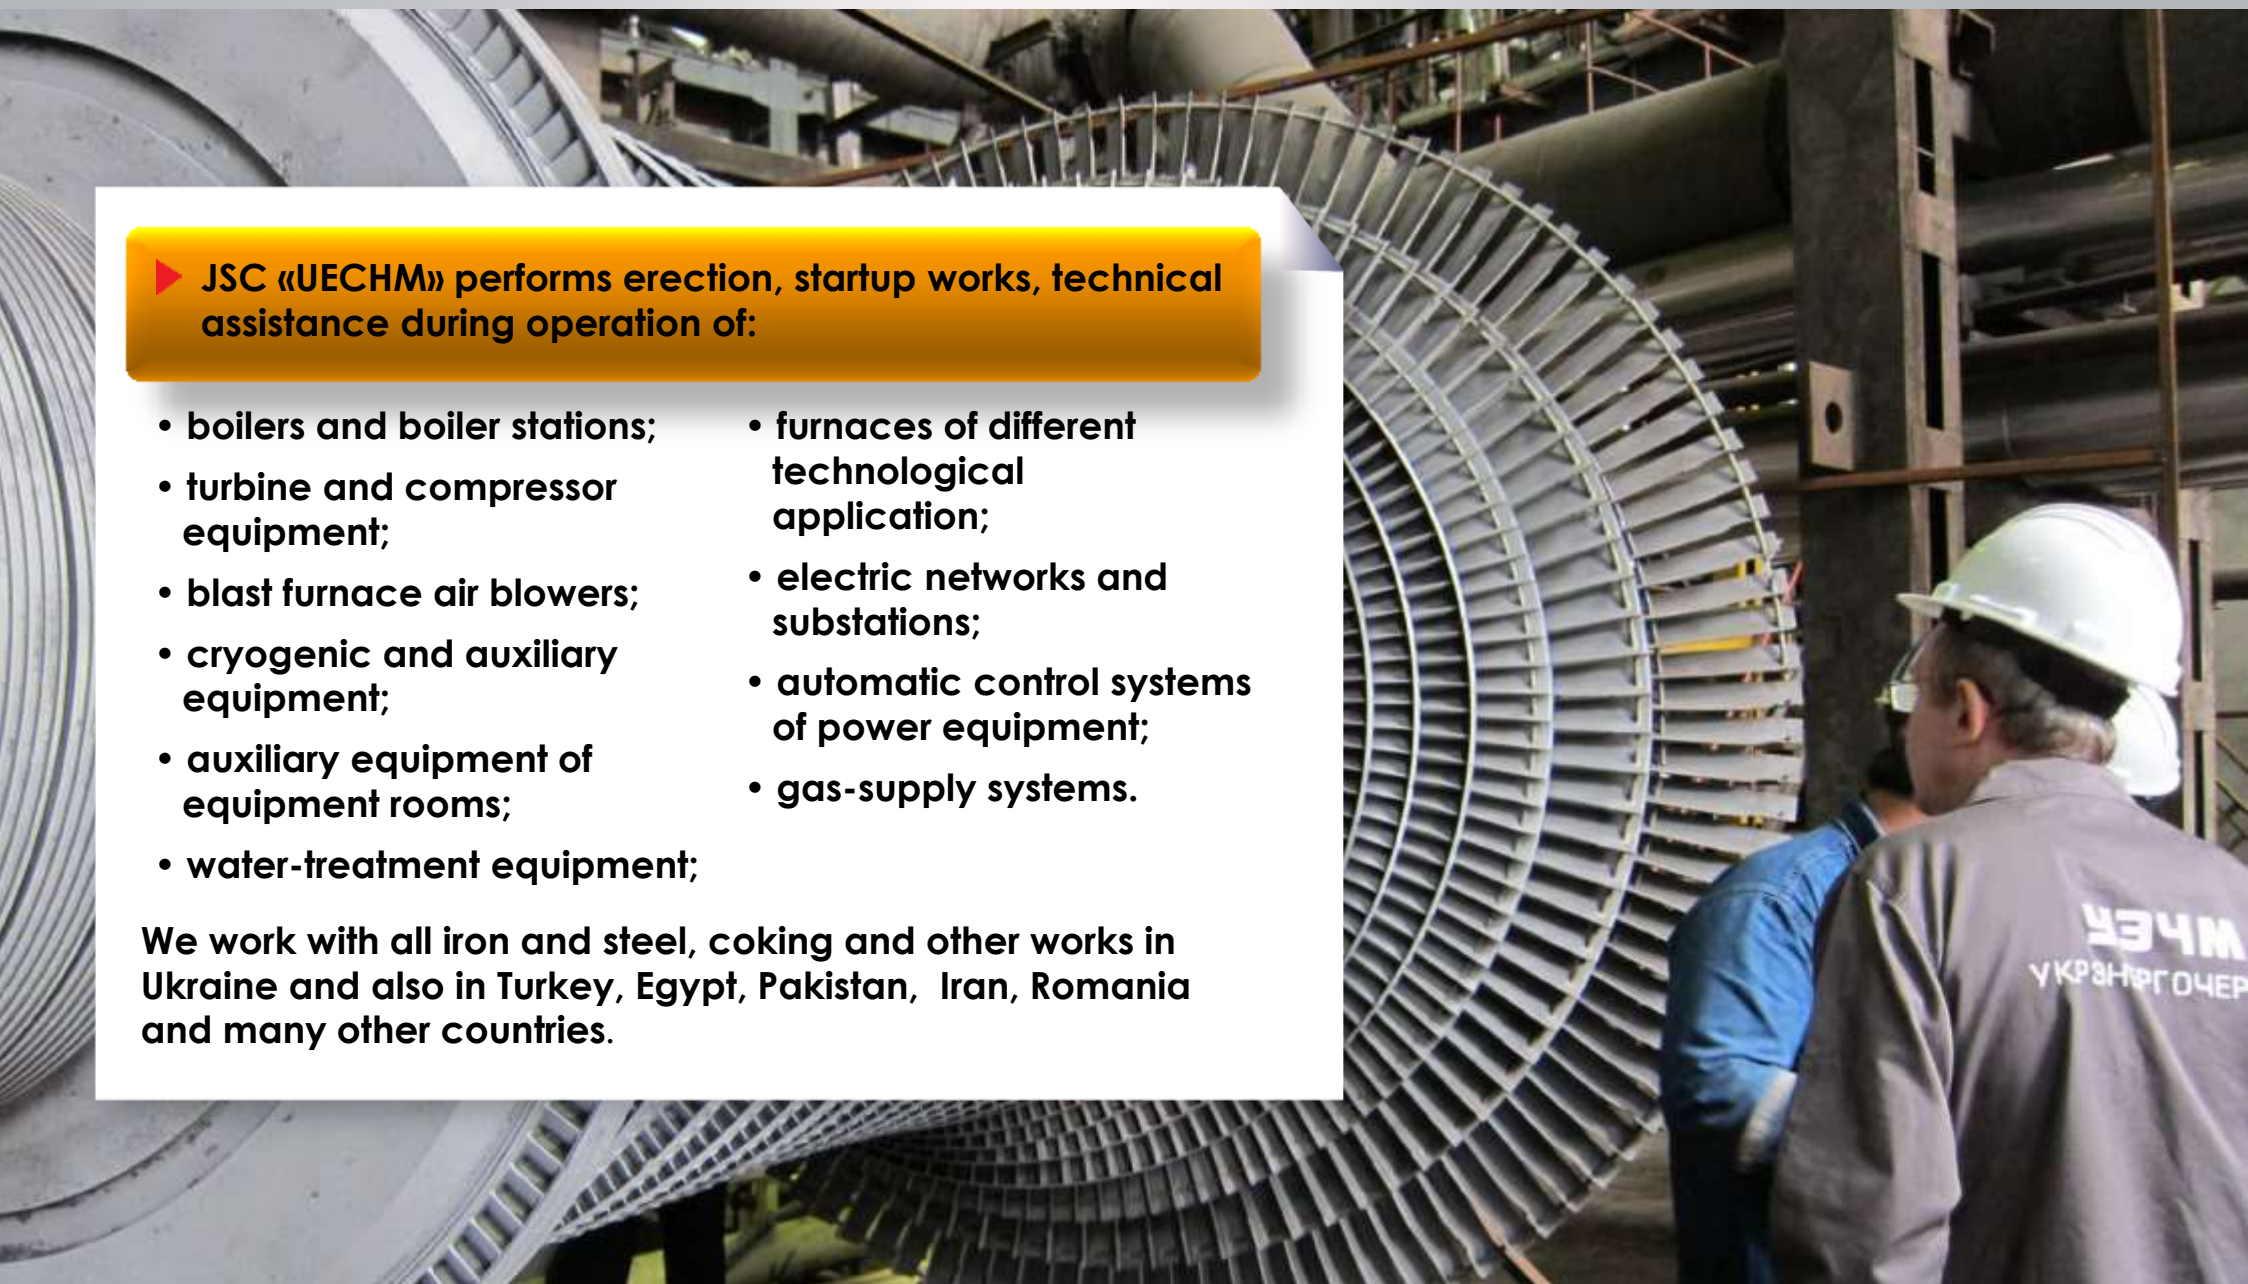 JSC «UECHM» performs erection, startup works, technical
assistance during operation of:
• boilers and boiler stations;
• turbine and compressor
equipment;
• blast furnace air blowers;
• cryogenic and auxiliary
equipment;
• auxiliary equipment of
equipment rooms;
• water-treatment equipment;
• furnaces of different
technological
application;
• electric networks and
substations;
• automatic control systems
of power equipment;
• gas-supply systems.
We work with all iron and steel, coking and other works in
Ukraine and also in Turkey, Egypt, Pakistan,  Iran, Romania
and many other countries.
УЭЧМ